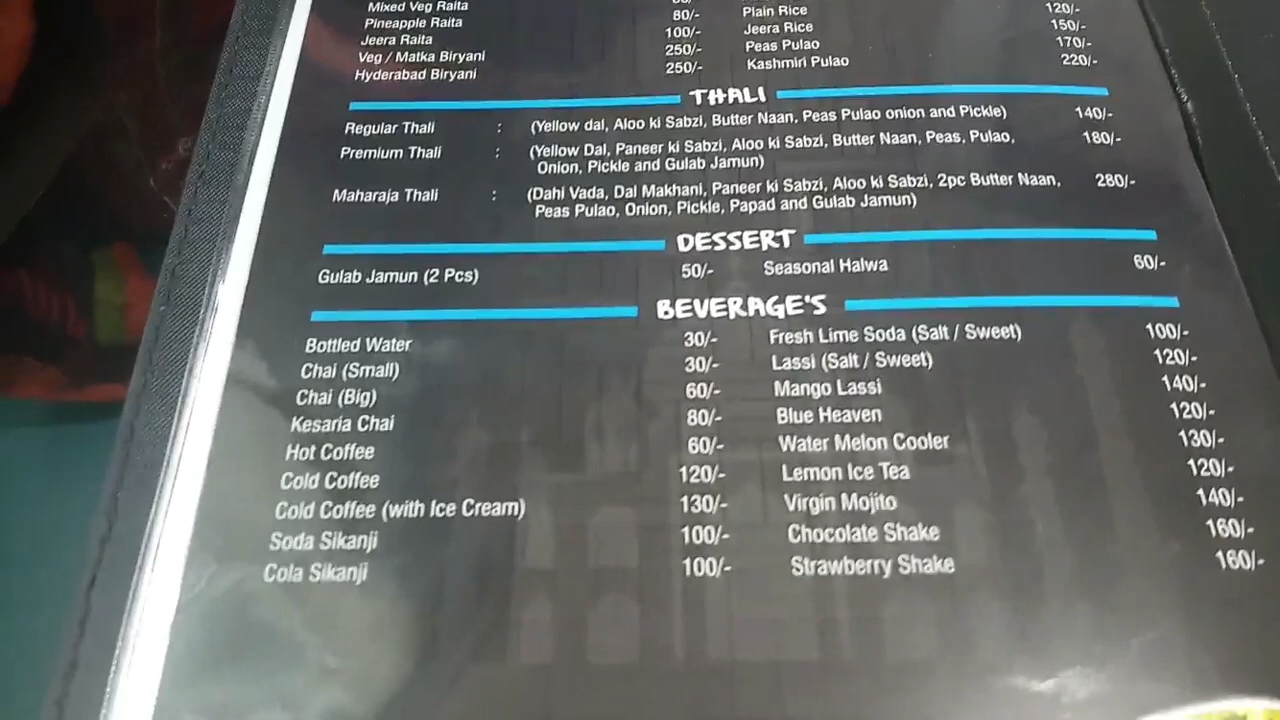 Mixed Veg Raita
Pineapple Raita 80/- Plain Rice 120/-
Jeera Raita 100/- Jeera Rice 150/-
Veg / Matka Biryani 250/- Peas Pulao 170/-
Hyderabad Biryani 250/- Kashmiri Pulao 220/-
THALI
Regular Thali : (Yellow dal, Aloo ki Sabzi, Butter Naan, Peas Pulao onion and Pickle) 140/-
Premium Thali : (Yellow Dal, Paneer ki Sabzi, Aloo ki Sabzi, Butter Naan, Peas, Pulao, 180/-
Onion, Pickle and Gulab Jamun)
Maharaja Thali : (Dahi Vada, Dal Makhani, Paneer ki Sabzi, Aloo ki Sabzi, 2pc Butter Naan, 280/-
Peas Pulao, Onion, Pickle, Papad and Gulab Jamun)
DESSERT
Gulab Jamun (2 Pcs) 50/- Seasonal Halwa 60/-
BEVERAGE'S
Bottled Water 30/- Fresh Lime Soda (Salt / Sweet) 100/-
Chai (Small) 30/- Lassi (Salt / Sweet) 120/-
Chai (Big) 60/- Mango Lassi 140/-
Kesaria Chai 80/- Blue Heaven 120/-
Hot Coffee 60/- Water Melon Cooler 130/-
Cold Coffee 120/- Lemon Ice Tea 120/-
Cold Coffee (with Ice Cream) 130/- Virgin Mojito 140/-
Soda Sikanji 100/- Chocolate Shake 160/-
Cola Sikanji 100/- Strawberry Shake 160/-